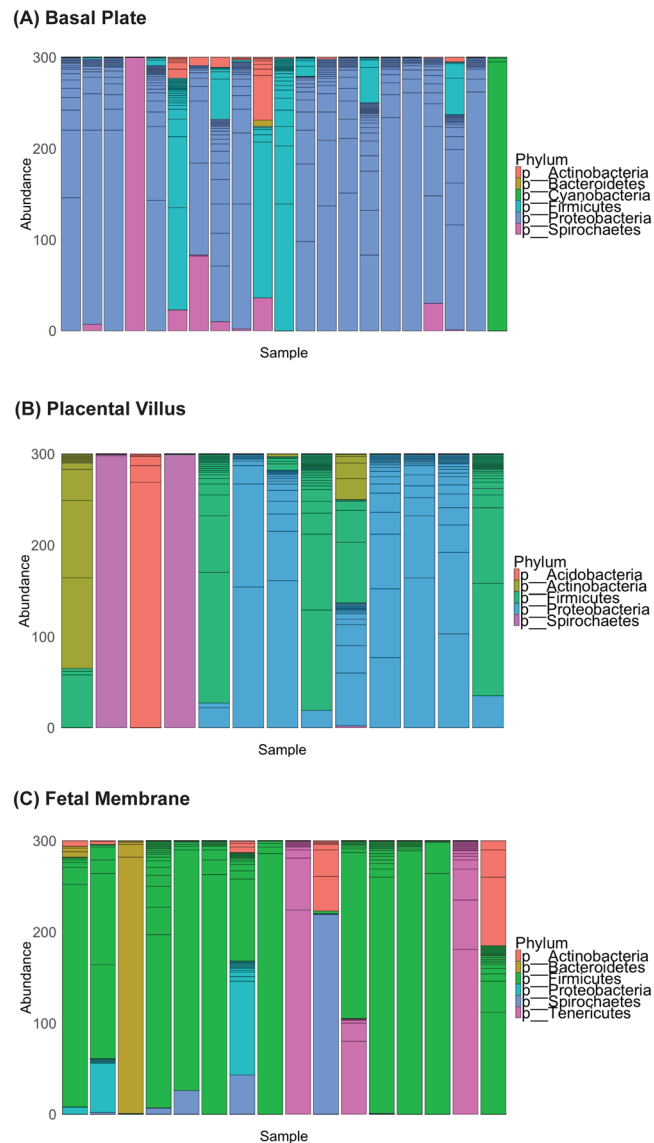 (A) Basal Plate
300
200
100
0
Abundance
Sample
Phylum
p__Actinobacteria
p__Bacteroidetes
p__Cyanobacteria
p__Firmicutes
p__Proteobacteria
p__Spirochaetes
(B) Placental Villus
300
200
100
0
Abundance
Sample
Phylum
p__Acidobacteria
p__Actinobacteria
p__Firmicutes
p__Proteobacteria
p__Spirochaetes
(C) Fetal Membrane
300
200
100
0
Abundance
Sample
Phylum
p__Actinobacteria
p__Bacteroidetes
p__Firmicutes
p__Proteobacteria
p__Spirochaetes
p__Tenericutes